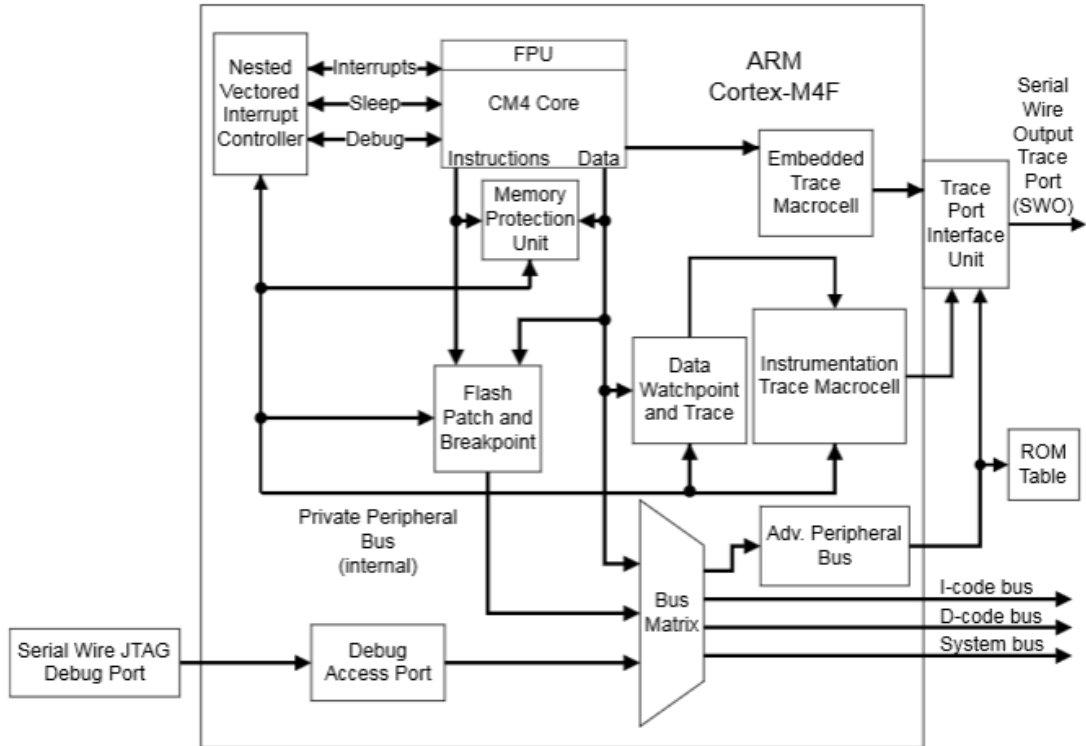 FPU
ARM
Cortex-M4F
Nested
Vectored
Interrupt
Controller
Interrupts
Sleep
Debug
CM4 Core
Instructions
Data
Serial
Wire
Output
Trace
Port
(SWO)
Embedded
Trace
Macrocell
Trace
Port
Interface
Unit
Memory
Protection
Unit
Flash
Patch and
Breakpoint
Data
Watchpoint
and Trace
Instrumentation
Trace Macrocell
ROM
Table
Private Peripheral
Bus
(internal)
Adv. Peripheral
Bus
Bus
Matrix
I-code bus
D-code bus
System bus
Serial Wire JTAG
Debug Port
Debug
Access Port